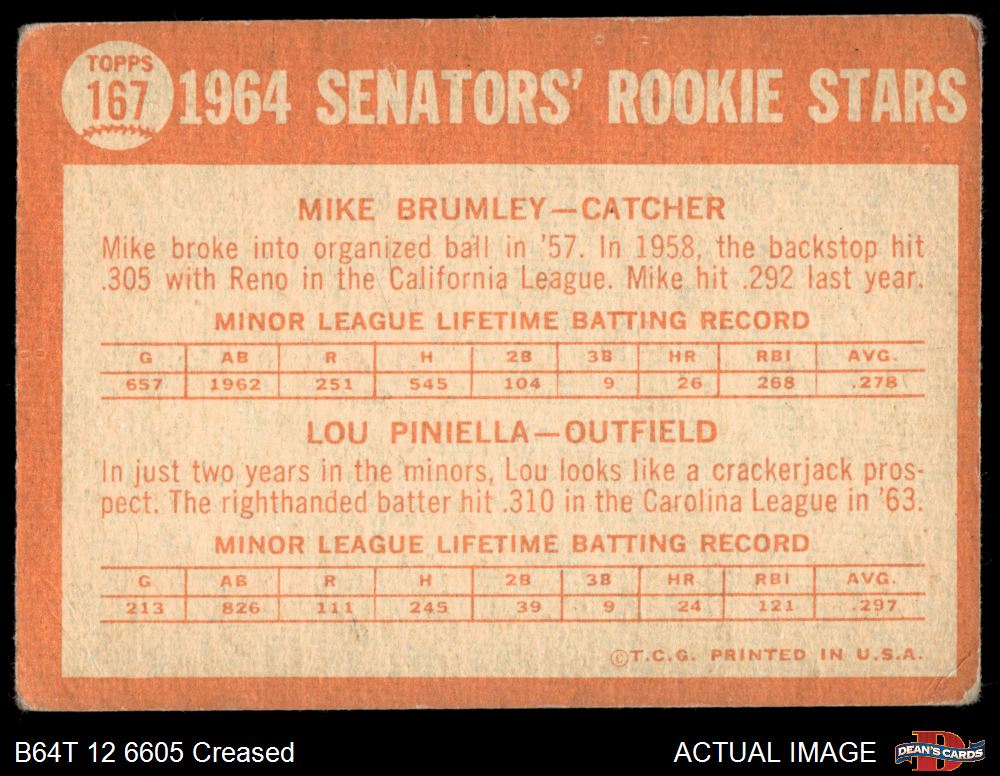 TOPPS
167
1964 SENATORS' ROOKIE STARS
MIKE BRUMLEY—CATCHER
Mike broke into organized ball in '57. In 1958, the backstop hit
.305 with Reno in the California League. Mike hit .292 last year.
MINOR LEAGUE LIFETIME BATTING RECORD
G AB R H 2B 3B HR RBI AVG.
657 1962 251 545 104 9 26 268 .278
LOU PINIELLA—OUTFIELD
In just two years in the minors, Lou looks like a crackerjack pros-
pect. The righthanded batter hit .310 in the Carolina League in '63.
MINOR LEAGUE LIFETIME BATTING RECORD
G AB R H 2B 3B HR RBI AVG.
213 826 111 245 39 9 24 121 .297
©T.C.G. PRINTED IN U.S.A.
B64T 12 6605 Creased
ACTUAL IMAGE
D
DEAN'S CARDS